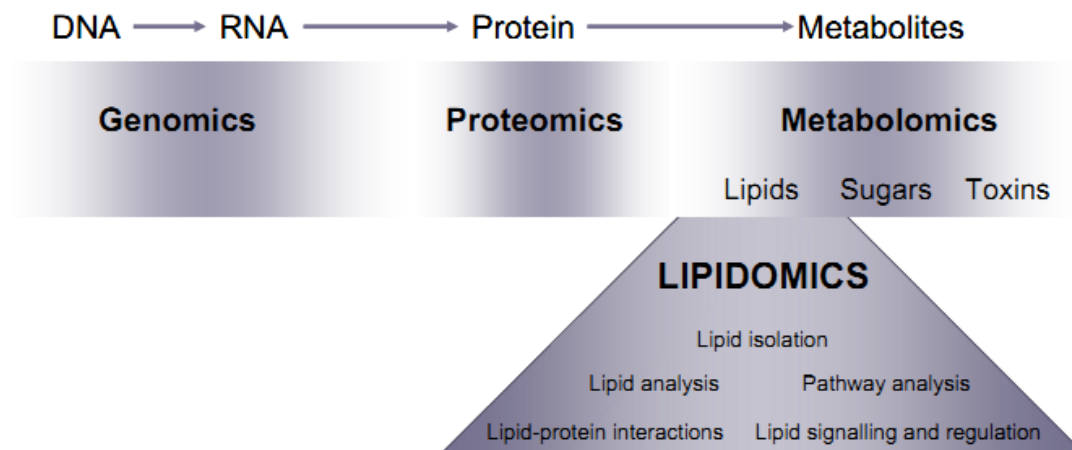 DNA RNA Protein Metabolites
Genomics Proteomics Metabolomics
Lipids Sugars Toxins
LIPIDOMICS
Lipid isolation
Lipid analysis Pathway analysis
Lipid-protein interactions Lipid signalling and regulation